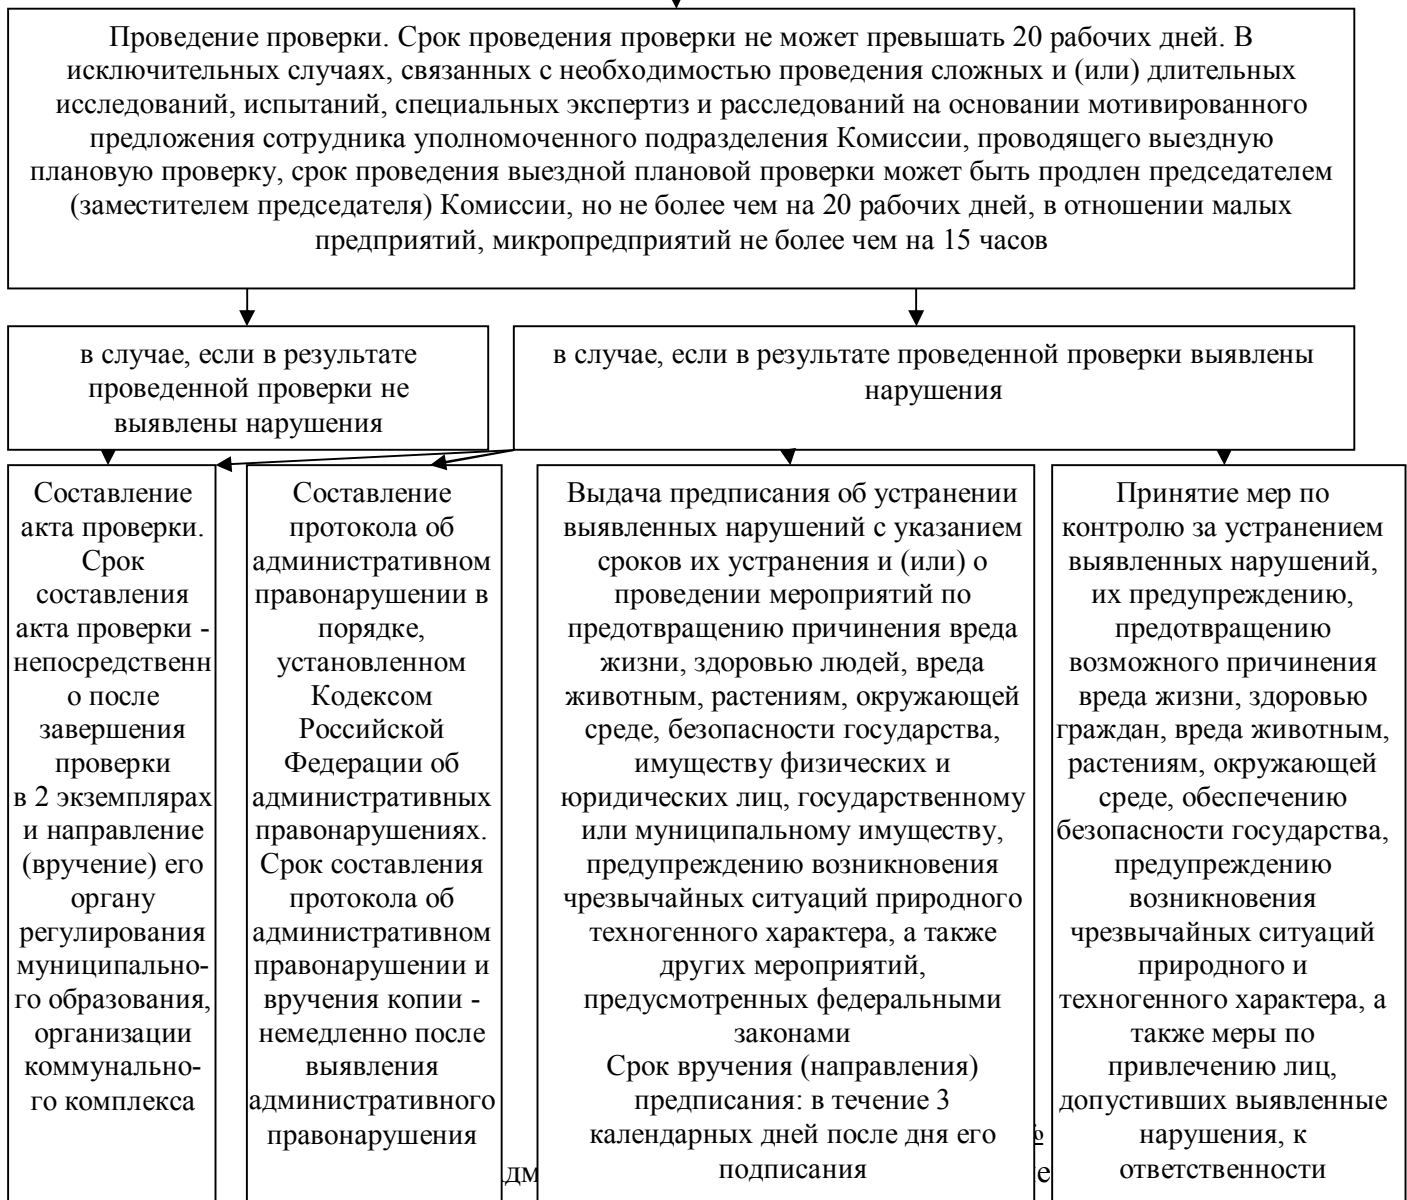 Проведение проверки. Срок проведения проверки не может превышать 20 рабочих дней. В
исключительных случаях, связанных с необходимостью проведения сложных и (или) длительных
исследований, испытаний, специальных экспертиз и расследований на основании мотивированного
предложения сотрудника уполномоченного подразделения Комиссии, проводящего выездную
плановую проверку, срок проведения выездной плановой проверки может быть продлен председателем
(заместителем председателя) Комиссии, но не более чем на 20 рабочих дней, в отношении малых
предприятий, микропредприятий не более чем на 15 часов
в случае, если в результате
проведенной проверки не
выявлены нарушения
в случае, если в результате проведенной проверки выявлены
нарушения
Составление
акта проверки.
Срок
составления
акта проверки -
непосредственн
о после
завершения
проверки
в 2 экземплярах
и направление
(вручение) его
органу
регулирования
муниципально-
го образования,
организации
коммунально-
го комплекса
Составление
протокола об
административном
правонарушении в
порядке,
установленном
Кодексом
Российской
Федерации об
административных
правонарушениях.
Срок составления
протокола об
административном
правонарушении и
вручения копии -
немедленно после
выявления
административного
правонарушения
Выдача предписания об устранении
выявленных нарушений с указанием
сроков их устранения и (или) о
проведении мероприятий по
предотвращению причинения вреда
жизни, здоровью людей, вреда
животным, растениям, окружающей
среде, безопасности государства,
имуществу физических и
юридических лиц, государственному
или муниципальному имуществу,
предупреждению возникновения
чрезвычайных ситуаций природного
техногенного характера, а также
других мероприятий,
предусмотренных федеральными
законами
Срок вручения (направления)
предписания: в течение 3
календарных дней после дня его
подписания
Принятие мер по
контролю за устранением
выявленных нарушений,
их предупреждению,
предотвращению
возможного причинения
вреда жизни, здоровью
граждан, вреда животным,
растениям, окружающей
среде, обеспечению
безопасности государства,
предупреждению
возникновения
чрезвычайных ситуаций
природного и
техногенного характера, а
также меры по
привлечению лиц,
допустивших выявленные
нарушения, к
ответственности